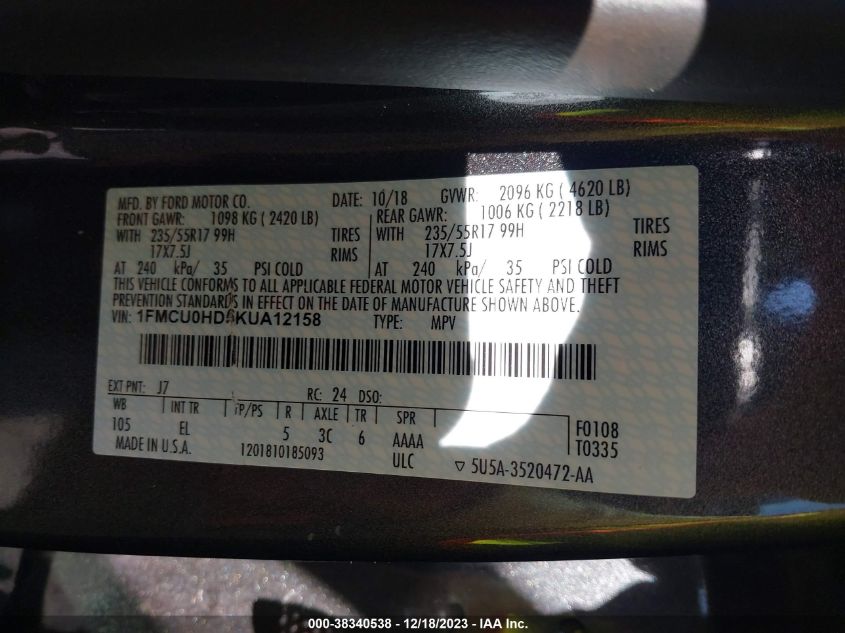 MFD. BY FORD MOTOR CO. DATE: 10/18 GVWR: 2096 KG ( 4620 LB)
FRONT GAWR: 1098 KG ( 2420 LB) REAR GAWR: 1006 KG ( 2218 LB)
WITH 235/55R17 99H TIRES WITH 235/55R17 99H TIRES
17X7.5J RIMS 17X7.5J RIMS
AT 240 kPa/ 35 PSI COLD AT 240 kPa/ 35 PSI COLD
THIS VEHICLE CONFORMS TO ALL APPLICABLE FEDERAL MOTOR VEHICLE SAFETY AND THEFT
PREVENTION STANDARDS IN EFFECT ON THE DATE OF MANUFACTURE SHOWN ABOVE.
VIN: 1FMCU0HD5KUA12158 TYPE: MPV
EXT PNT: J7 RC: 24 DSO:
WB INT TR TP/PS R AXLE TR SPR
105 EL 5 3C 6 AAAA F0108
MADE IN U.S.A. 1201810185093 ULC T0335
▽ 5U5A-3520472-AA
000-38340538 - 12/18/2023 - IAA Inc.